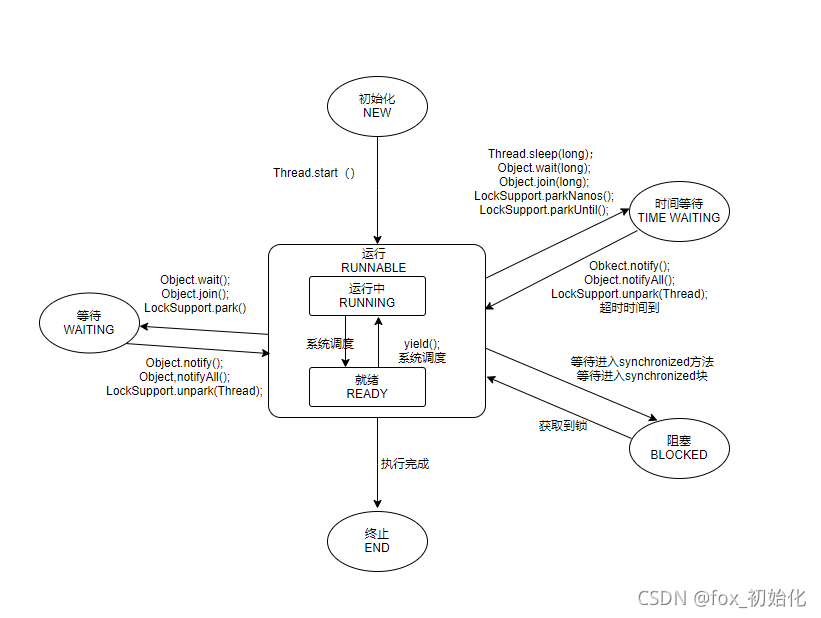 初始化
NEW
Thread.start（）
Thread.sleep(long);
Object.wait(long);
Object.join(long);
LockSupport.parkNanos();
LockSupport.parkUntil();
时间等待
TIME WAITING
运行
RUNNABLE
运行中
RUNNING
Obkect.notify();
Object.notifyAll();
LockSupport.unpark(Thread);
超时时间到
Object.wait();
Object.join();
LockSupport.park()
等待
WAITING
系统调度
yield();
系统调度
Object.notify();
Object,notifyAll();
LockSupport.unpark(Thread);
就绪
READY
等待进入synchronized方法
等待进入synchronized块
获取到锁
阻塞
BLOCKED
执行完成
终止
END
CSDN @fox_初始化